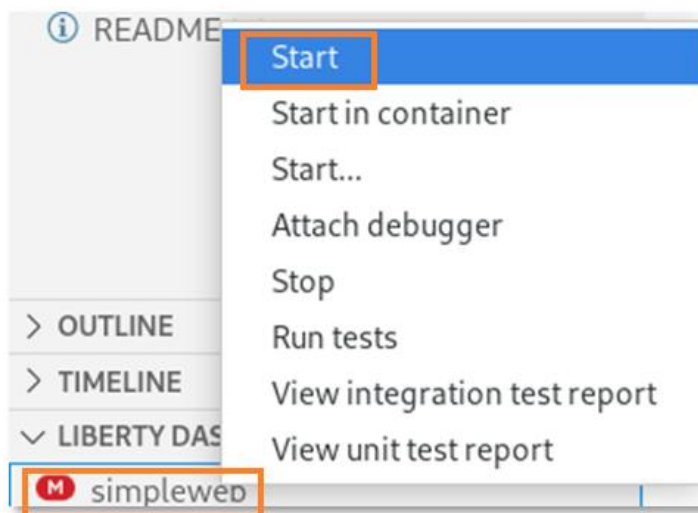 README
Start
Start in container
Start...
Attach debugger
Stop
OUTLINE
Run tests
TIMELINE
View integration test report
LIBERTY DAS
View unit test report
M simpleweb